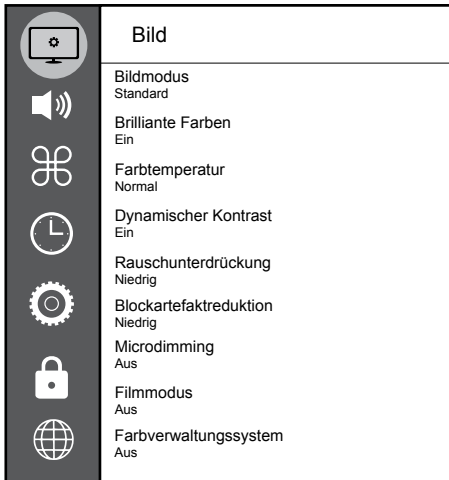 Bild
Bildmodus
Standard
Brilliante Farben
Ein
Farbtemperatur
Normal
Dynamischer Kontrast
Ein
Rauschunterdrückung
Niedrig
Blockartefaktreduktion
Niedrig
Microdimming
Aus
Filmmodus
Aus
Farbverwaltungssystem
Aus